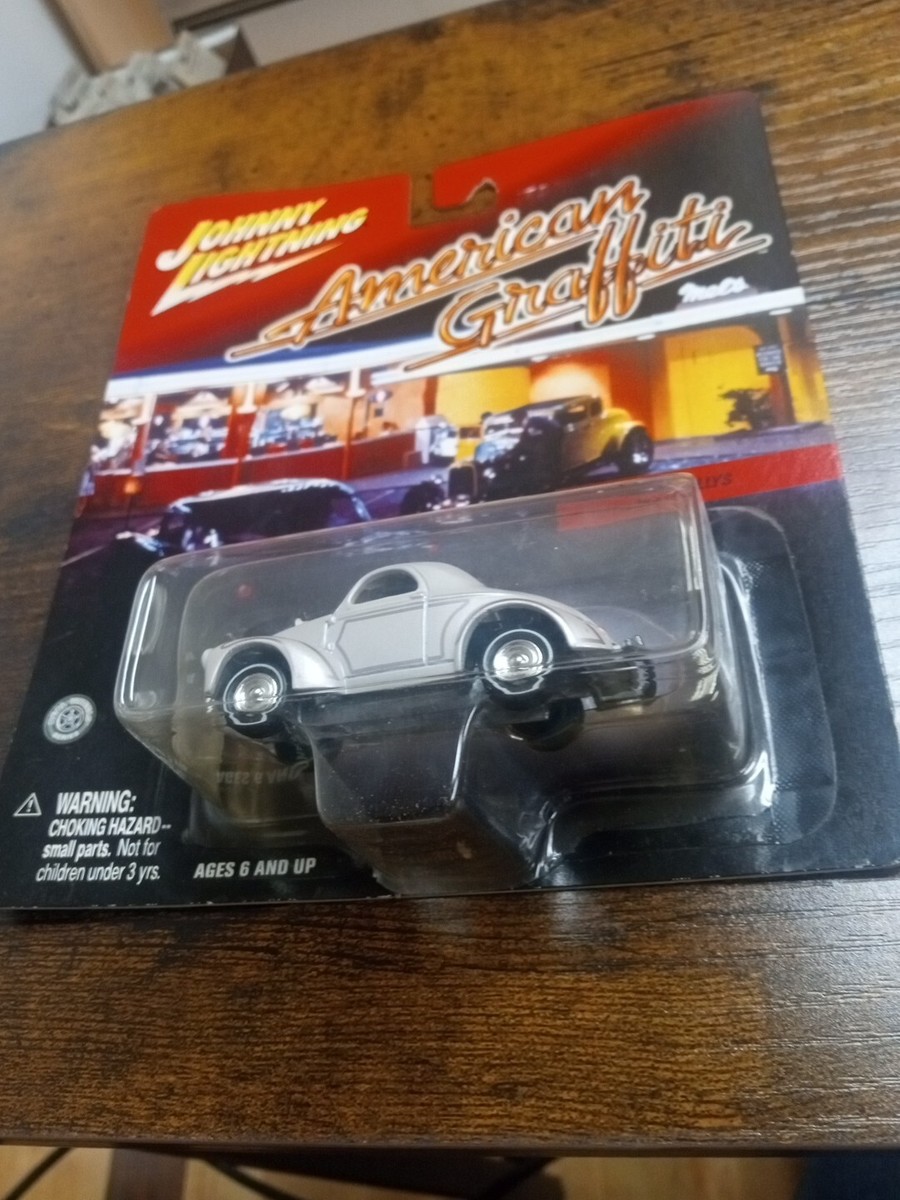 JOHNNY
LIGHTNING
American
Graffiti
mel's
WARNING:
CHOKING HAZARD--
small parts. Not for
children under 3 yrs.
AGES 6 AND UP